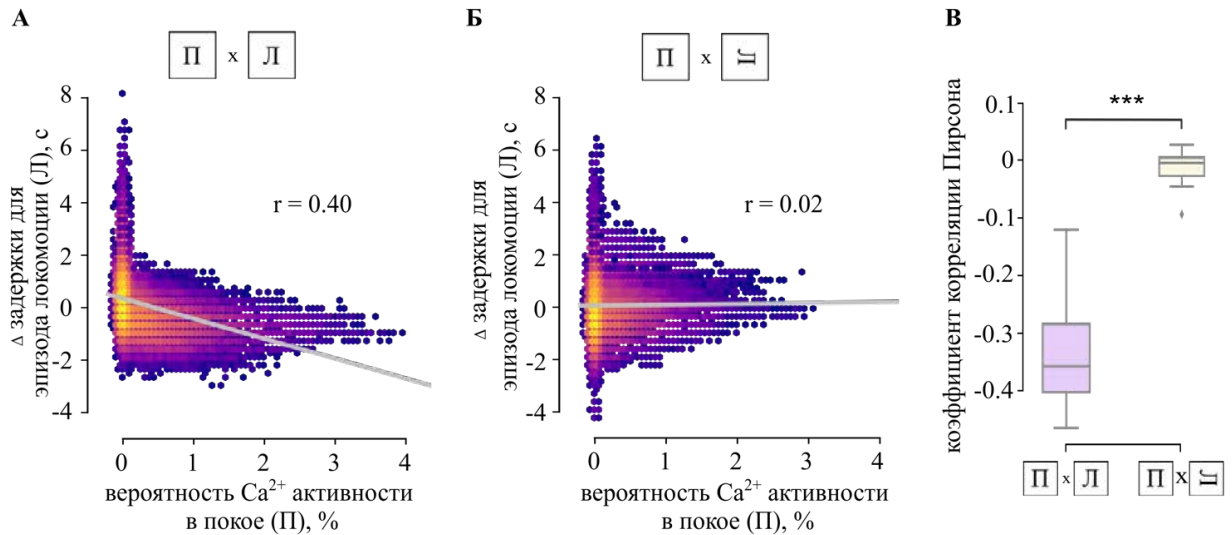 А
П x Л
Δ задержки для
эпизода локомоции (Л), с
8
6
4
2
0
-2
-4
r = 0.40
0 1 2 3 4
вероятность Ca²⁺ активности
в покое (П), %
Б
П x Л
Δ задержки для
эпизода локомоции (Л), с
8
6
4
2
0
-2
-4
r = 0.02
0 1 2 3 4
вероятность Ca²⁺ активности
в покое (П), %
В
коэффициент корреляции Пирсона
0.1
0
-0.1
-0.2
-0.3
-0.4
***
П x Л П x Л